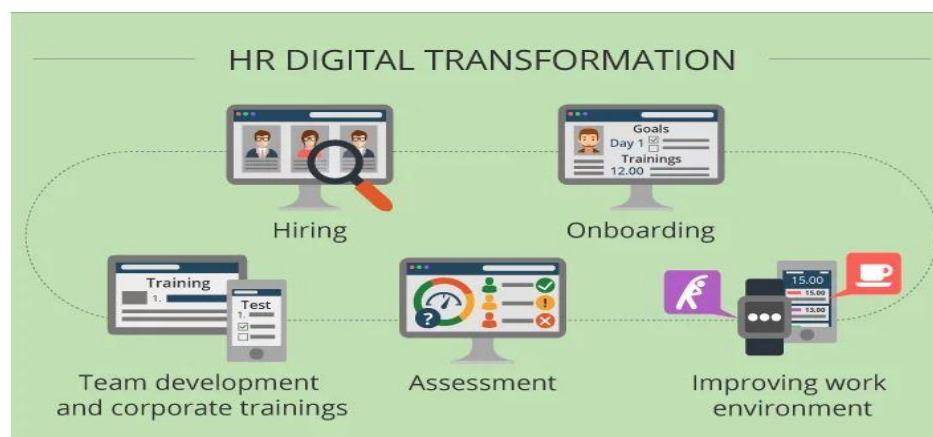 HR DIGITAL TRANSFORMATION
Goals
Day 1
Trainings
12.00
Hiring
Onboarding
Training
1.
Test
1.
?
!
15.00
15.00
13.00
Team development
and corporate trainings
Assessment
Improving work
environment